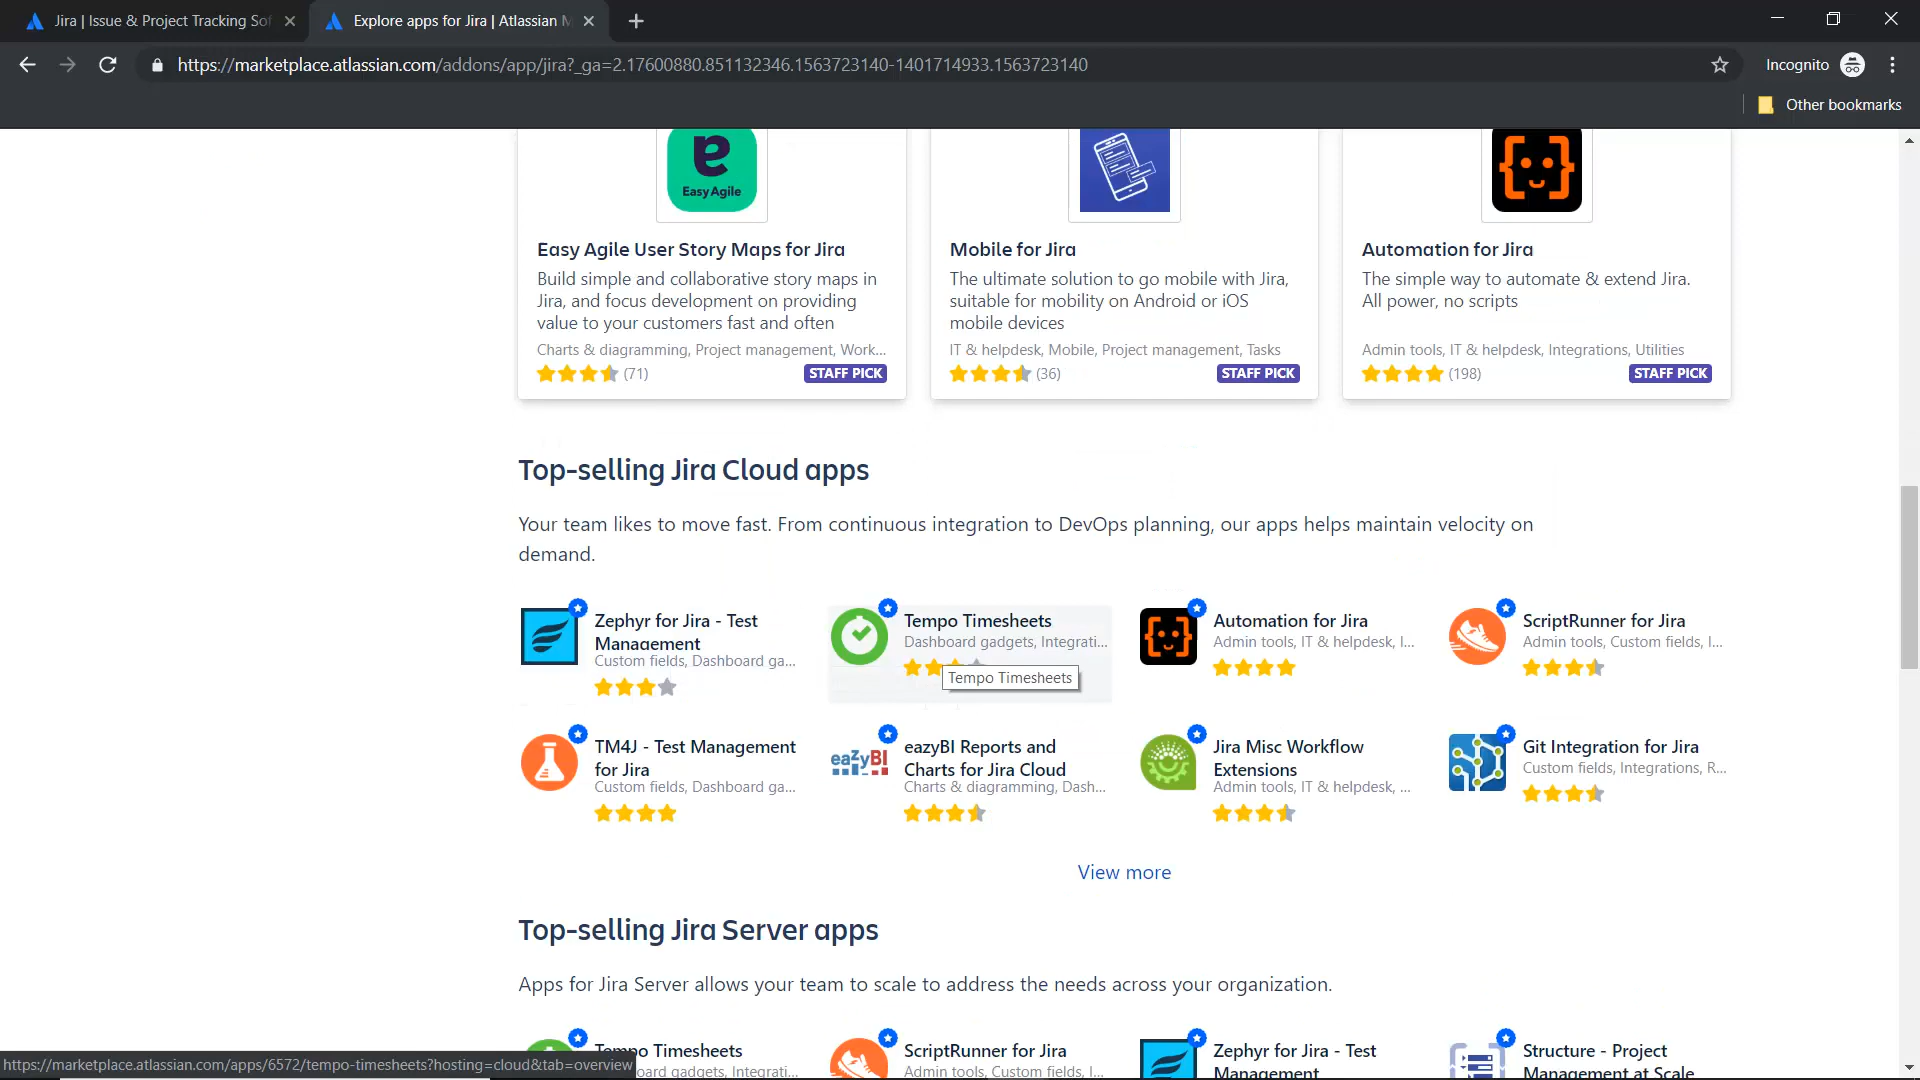 Jira | Issue & Project Tracking Sof
Explore apps for Jira | Atlassian M
https://marketplace.atlassian.com/addons/app/jira?_ga=2.17600880.851132346.1563723140-1401714933.1563723140
Incognito
Other bookmarks
e
EasyAgile
Easy Agile User Story Maps for Jira
Build simple and collaborative story maps in
Jira, and focus development on providing
value to your customers fast and often
Charts & diagramming, Project management, Work...
(71)
STAFF PICK
Mobile for Jira
The ultimate solution to go mobile with Jira,
suitable for mobility on Android or iOS
mobile devices
IT & helpdesk, Mobile, Project management, Tasks
(36)
STAFF PICK
Automation for Jira
The simple way to automate & extend Jira.
All power, no scripts
Admin tools, IT & helpdesk, Integrations, Utilities
(198)
STAFF PICK
Top-selling Jira Cloud apps
Your team likes to move fast. From continuous integration to DevOps planning, our apps helps maintain velocity on
demand.
Zephyr for Jira - Test
Management
Custom fields, Dashboard ga...
Tempo Timesheets
Dashboard gadgets, Integrati...
Tempo Timesheets
Automation for Jira
Admin tools, IT & helpdesk, I...
ScriptRunner for Jira
Admin tools, Custom fields, I...
TM4J - Test Management
for Jira
Custom fields, Dashboard ga...
eazyBI
eazyBI Reports and
Charts for Jira Cloud
Charts & diagramming, Dash...
Jira Misc Workflow
Extensions
Admin tools, IT & helpdesk, ...
Git Integration for Jira
Custom fields, Integrations, R...
View more
Top-selling Jira Server apps
Apps for Jira Server allows your team to scale to address the needs across your organization.
Tempo Timesheets
oard gadgets, Integrati...
ScriptRunner for Jira
Admin tools, Custom fields, I...
Zephyr for Jira - Test
Management
Structure - Project
Management at Scale
https://marketplace.atlassian.com/apps/6572/tempo-timesheets?hosting=cloud&tab=overview